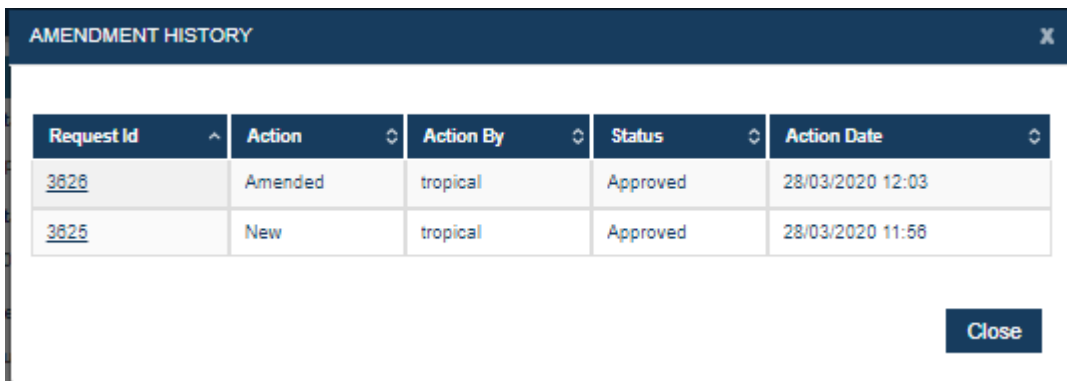 AMENDMENT HISTORY X
Request Id Action Action By Status Action Date
3626 Amended tropical Approved 28/03/2020 12:03
3625 New tropical Approved 28/03/2020 11:56
Close